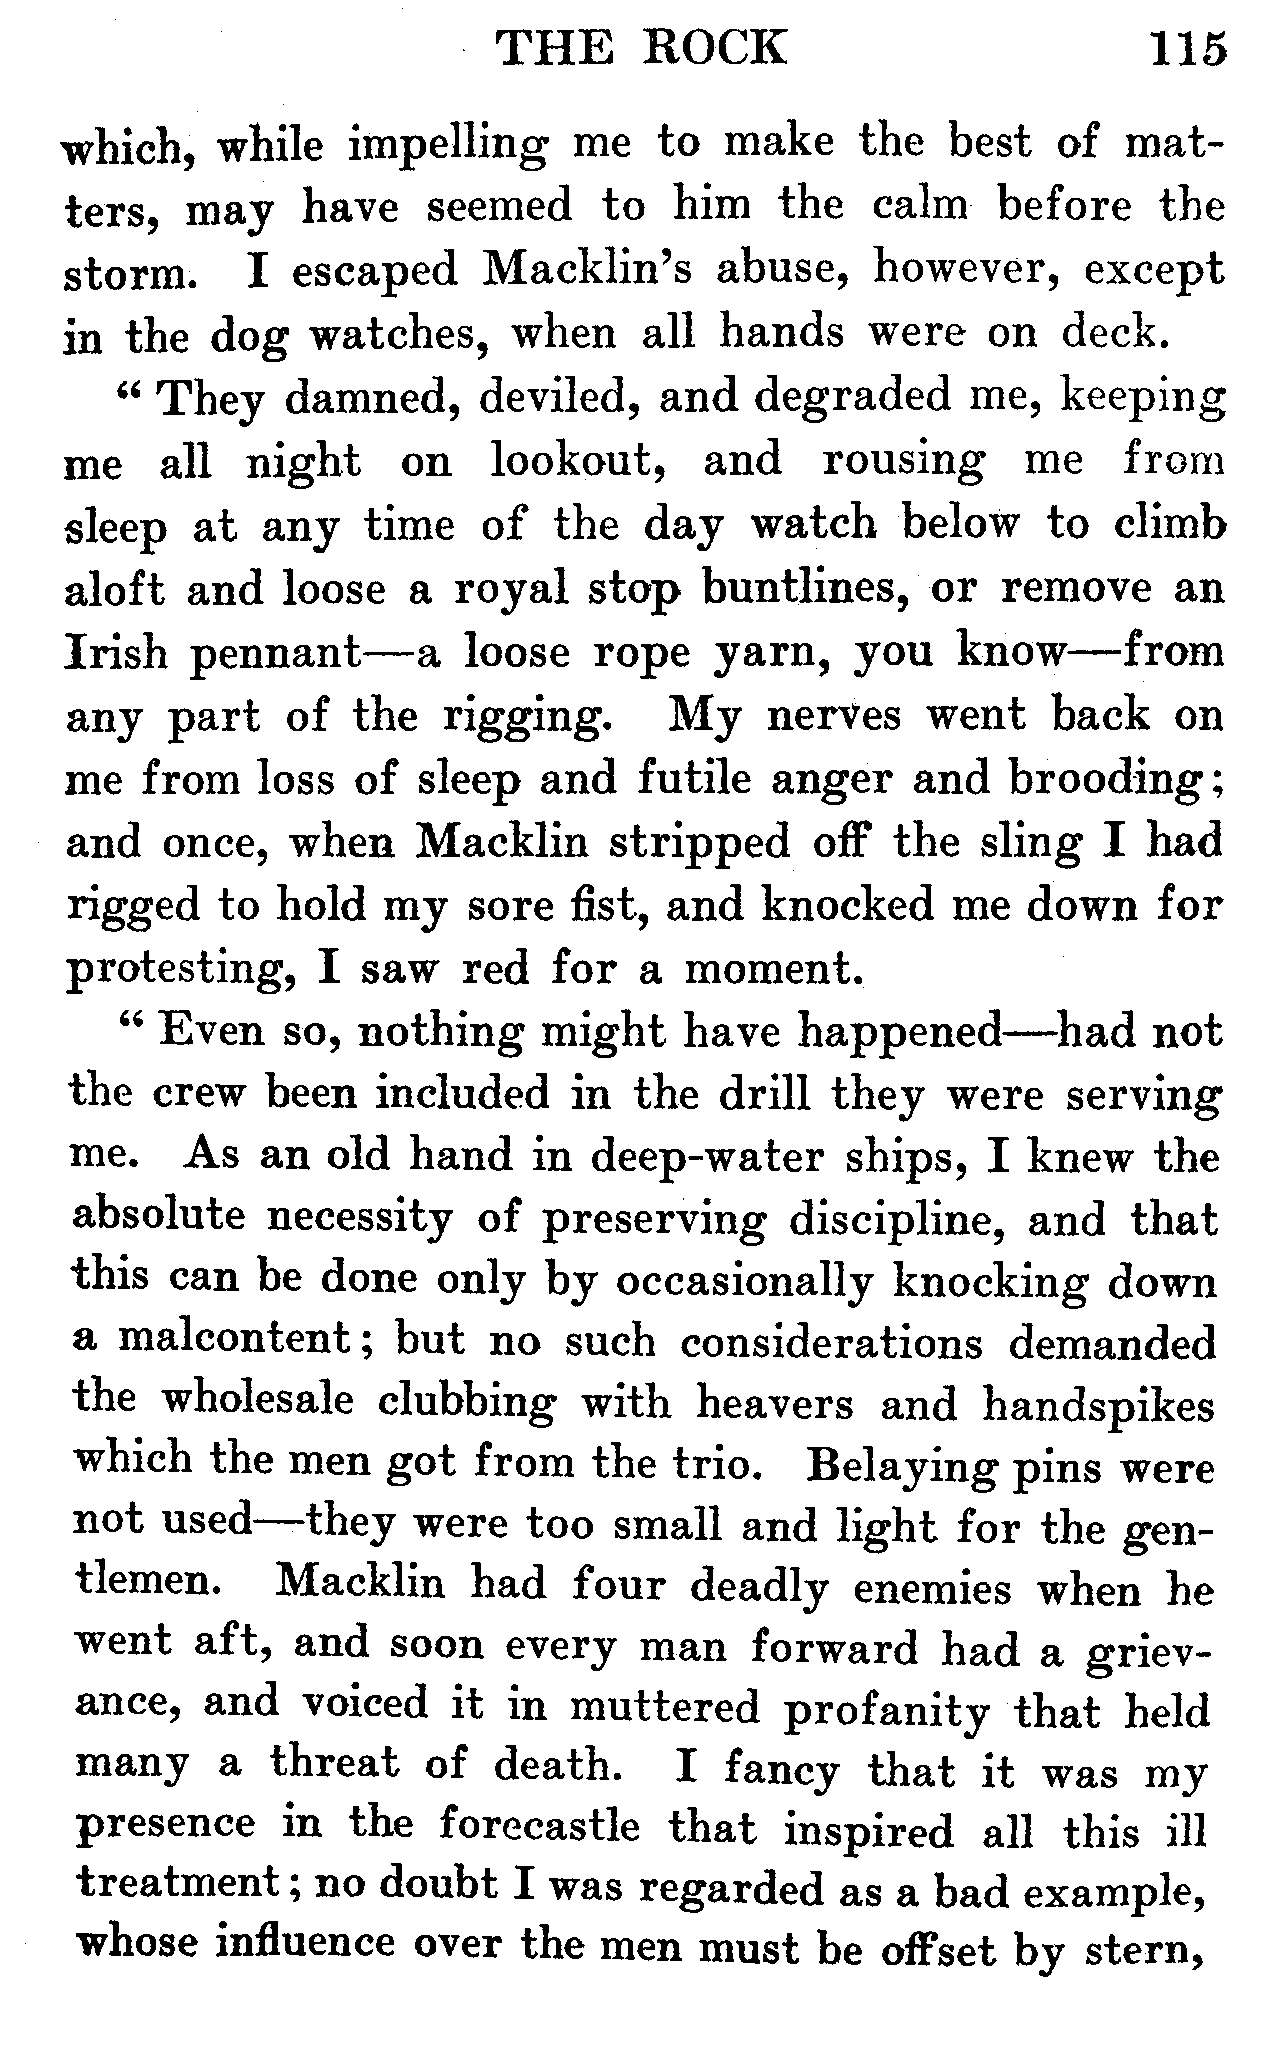 THE ROCK 115
which, while impelling me to make the best of mat-
ters, may have seemed to him the calm before the
storm. I escaped Macklin's abuse, however, except
in the dog watches, when all hands were on deck.
“ They damned, deviled, and degraded me, keeping
me all night on lookout, and rousing me from
sleep at any time of the day watch below to climb
aloft and loose a royal stop buntlines, or remove an
Irish pennant—a loose rope yarn, you know—from
any part of the rigging. My nerves went back on
me from loss of sleep and futile anger and brooding;
and once, when Macklin stripped off the sling I had
rigged to hold my sore fist, and knocked me down for
protesting, I saw red for a moment.
“ Even so, nothing might have happened—had not
the crew been included in the drill they were serving
me. As an old hand in deep-water ships, I knew the
absolute necessity of preserving discipline, and that
this can be done only by occasionally knocking down
a malcontent; but no such considerations demanded
the wholesale clubbing with heavers and handspikes
which the men got from the trio. Belaying pins were
not used—they were too small and light for the gen-
tlemen. Macklin had four deadly enemies when he
went aft, and soon every man forward had a griev-
ance, and voiced it in muttered profanity that held
many a threat of death. I fancy that it was my
presence in the forecastle that inspired all this ill
treatment; no doubt I was regarded as a bad example,
whose influence over the men must be offset by stern,